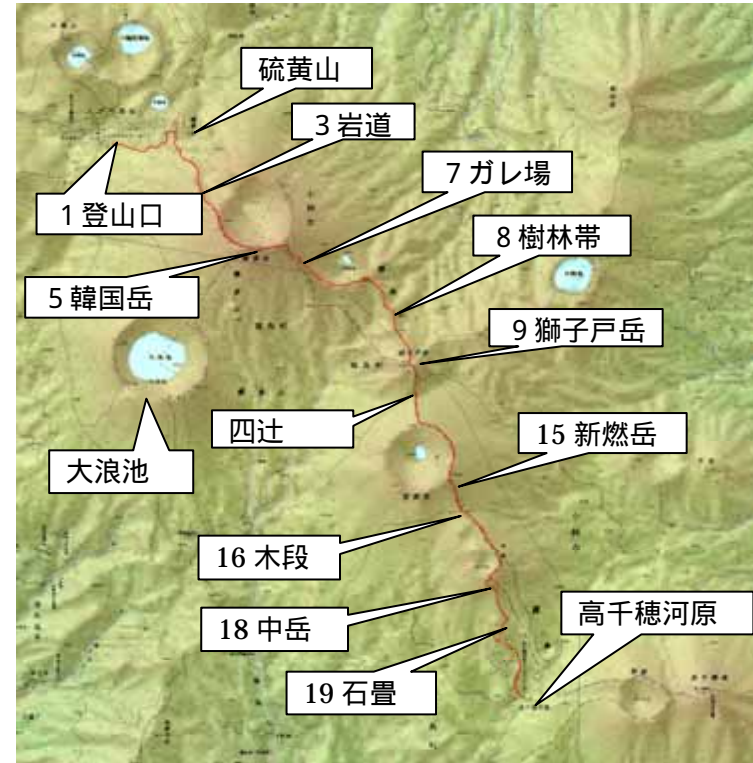 硫黄山
3 岩道
7 ガレ場
1 登山口
8 樹林帯
5 韓国岳
9 獅子戸岳
四辻
15 新燃岳
大浪池
16 木段
高千穂河原
18 中岳
19 石畳